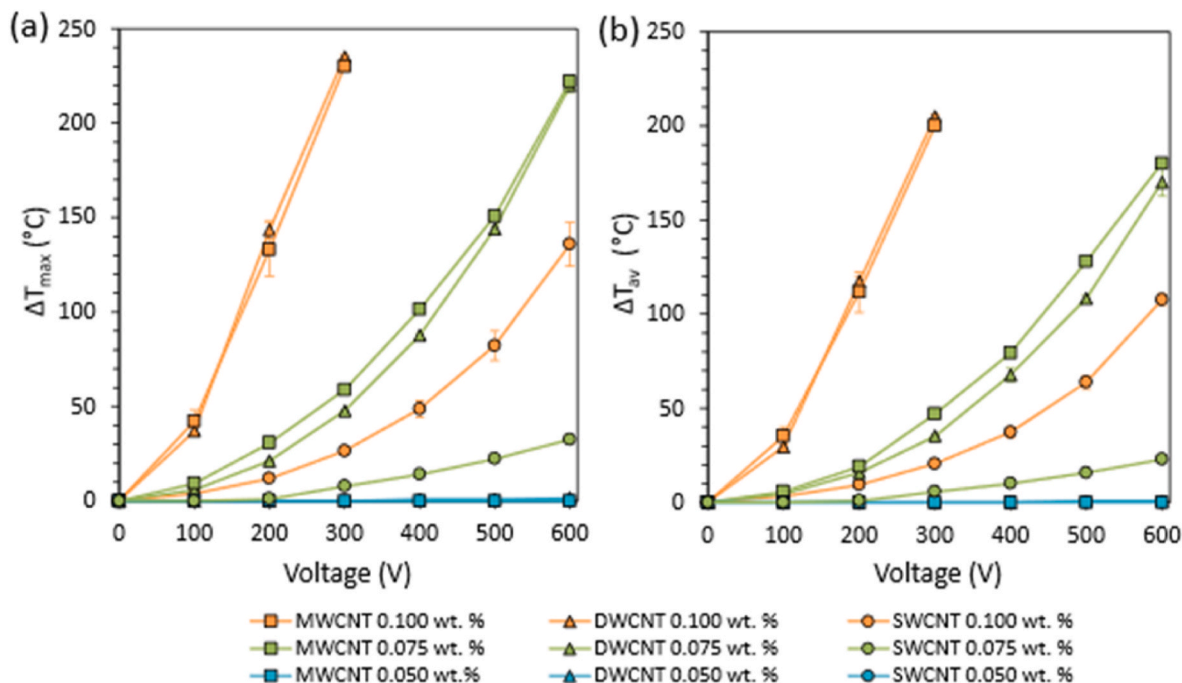 (a)
250
200
150
100
50
0
ΔTmax (°C)
0 100 200 300 400 500 600
Voltage (V)
(b)
250
200
150
100
50
0
ΔTav (°C)
0 100 200 300 400 500 600
Voltage (V)
MWCNT 0.100 wt. % DWCNT 0.100 wt. % SWCNT 0.100 wt. %
MWCNT 0.075 wt. % DWCNT 0.075 wt. % SWCNT 0.075 wt. %
MWCNT 0.050 wt.% DWCNT 0.050 wt. % SWCNT 0.050 wt. %